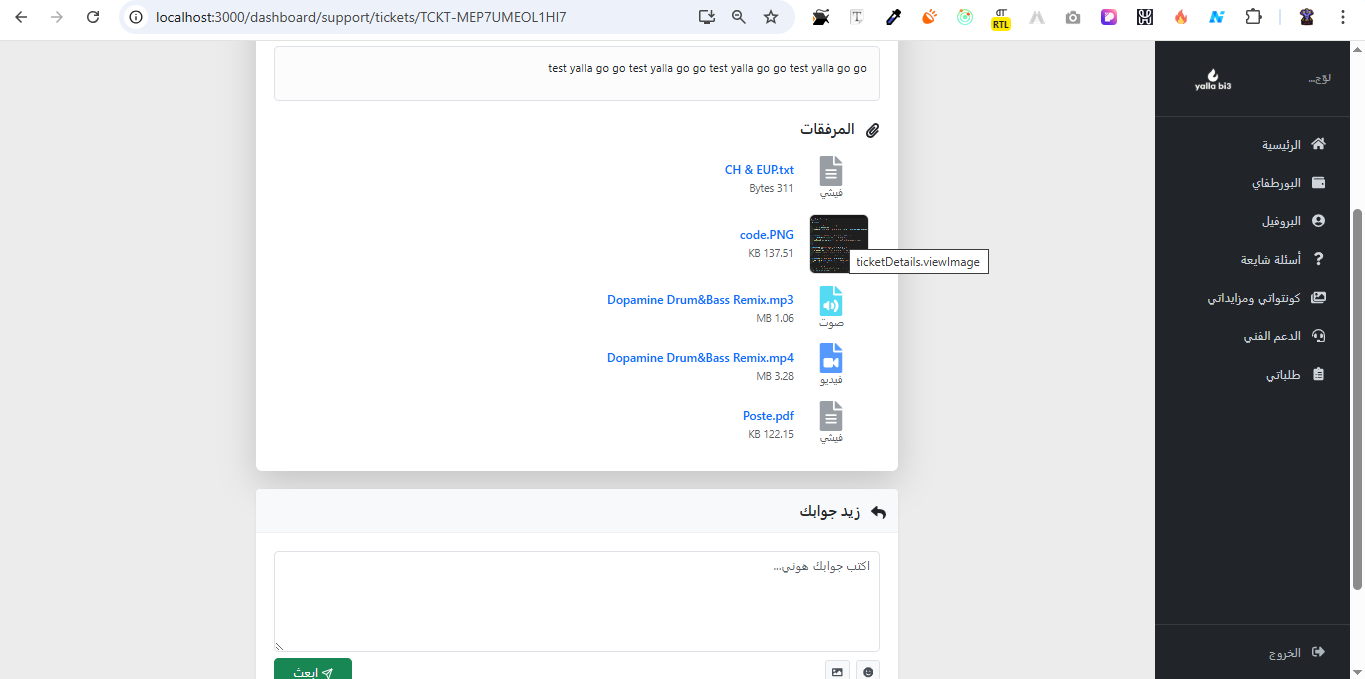 localhost:3000/dashboard/support/tickets/TCKT-MEP7UMEOL1HI7
RTL
yalla bi3
لوّج...
الرئيسية
البورطفاي
البروفيل
أسئلة شايعة
كونتواتي ومزايداتي
الدعم الفني
طلباتي
الخروج
test yalla go go test yalla go go test yalla go go test yalla go go
المرفقات
CH & EUP.txt
Bytes 311
فيشي
code.PNG
KB 137.51
ticketDetails.viewImage
Dopamine Drum&Bass Remix.mp3
MB 1.06
صوت
Dopamine Drum&Bass Remix.mp4
MB 3.28
فيديو
Poste.pdf
KB 122.15
فيشي
زيد جوابك
اكتب جوابك هوني...
ابعث